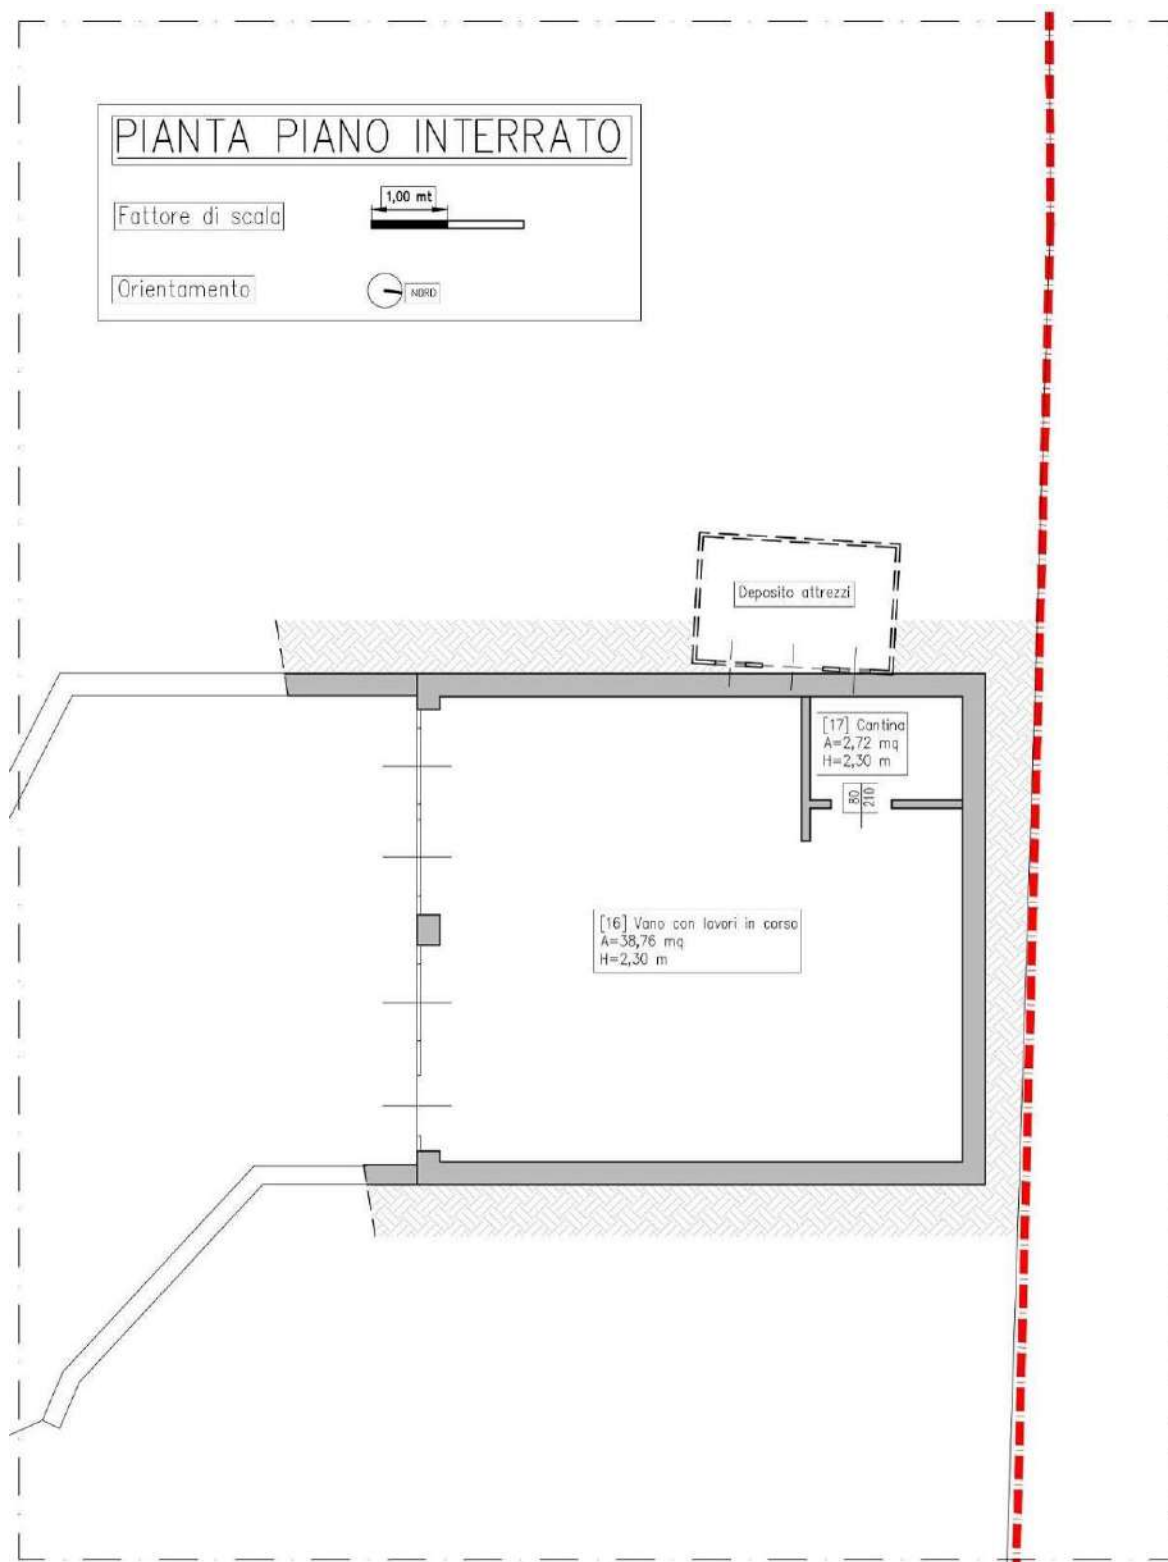 PIANTA PIANO INTERRATO
Fattore di scala
1,00 mt
Orientamento
NORD
Deposito attrezzi
[17] Cantina
A=2,72 mq
H=2,30 m
80
210
[16] Vano con lavori in corso
A=38,76 mq
H=2,30 m